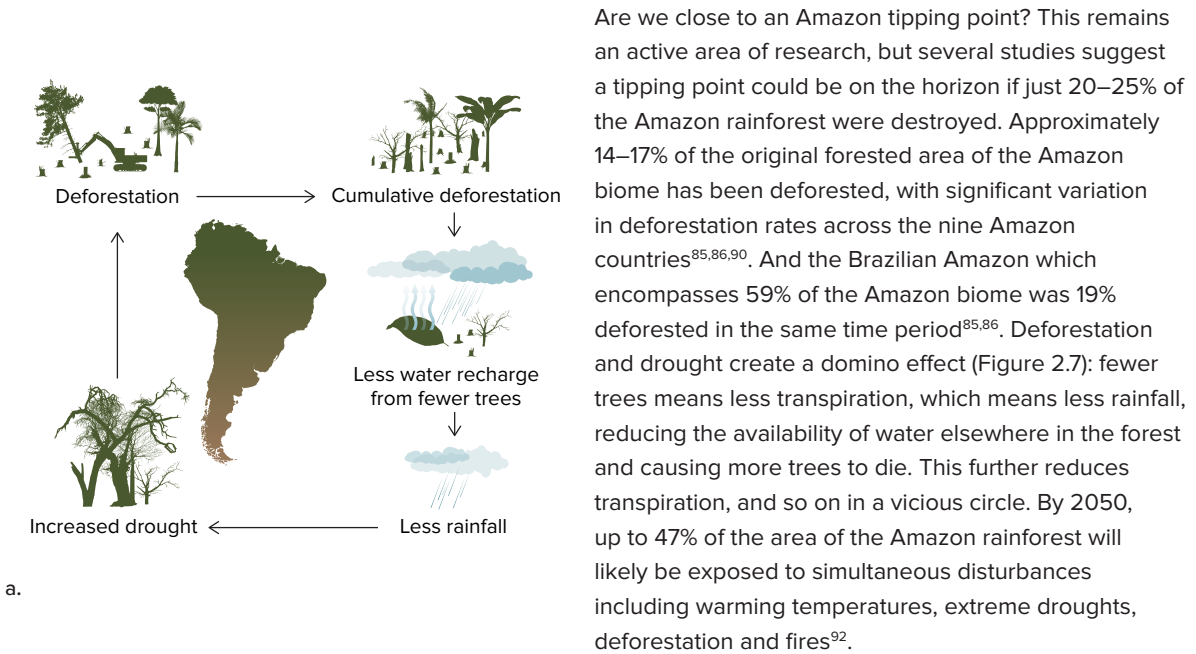 Deforestation
Cumulative deforestation
Less water recharge
from fewer trees
Less rainfall
Increased drought
a.
Are we close to an Amazon tipping point? This remains
an active area of research, but several studies suggest
a tipping point could be on the horizon if just 20–25% of
the Amazon rainforest were destroyed. Approximately
14–17% of the original forested area of the Amazon
biome has been deforested, with significant variation
in deforestation rates across the nine Amazon
countries85,86,90. And the Brazilian Amazon which
encompasses 59% of the Amazon biome was 19%
deforested in the same time period85,86. Deforestation
and drought create a domino effect (Figure 2.7): fewer
trees means less transpiration, which means less rainfall,
reducing the availability of water elsewhere in the forest
and causing more trees to die. This further reduces
transpiration, and so on in a vicious circle. By 2050,
up to 47% of the area of the Amazon rainforest will
likely be exposed to simultaneous disturbances
including warming temperatures, extreme droughts,
deforestation and fires92.